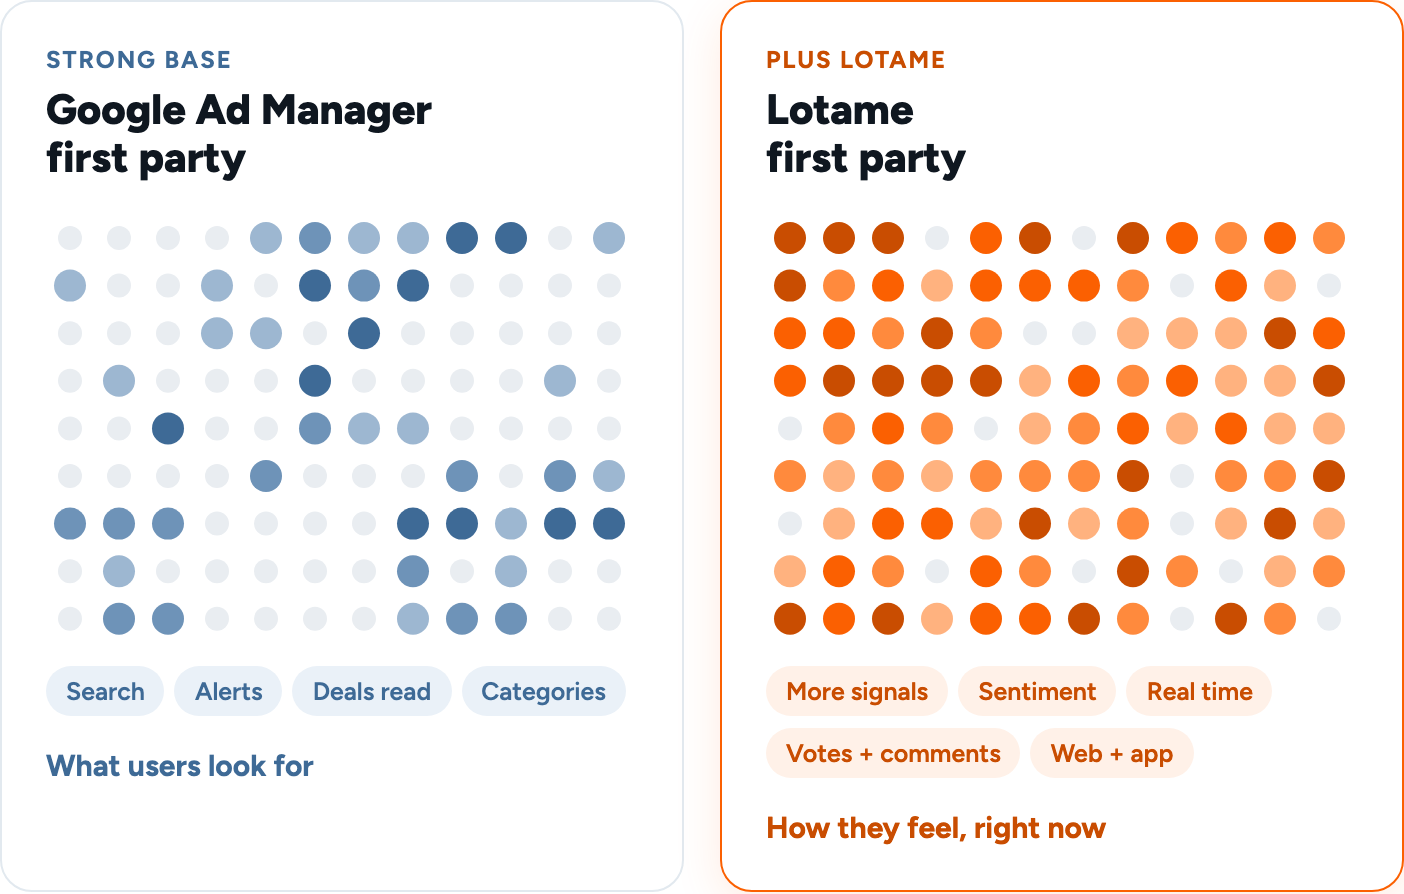 STRONG BASE
Google Ad Manager
first party
Search
Alerts
Deals read
Categories
What users look for
PLUS LOTAME
Lotame
first party
More signals
Sentiment
Real time
Votes + comments
Web + app
How they feel, right now